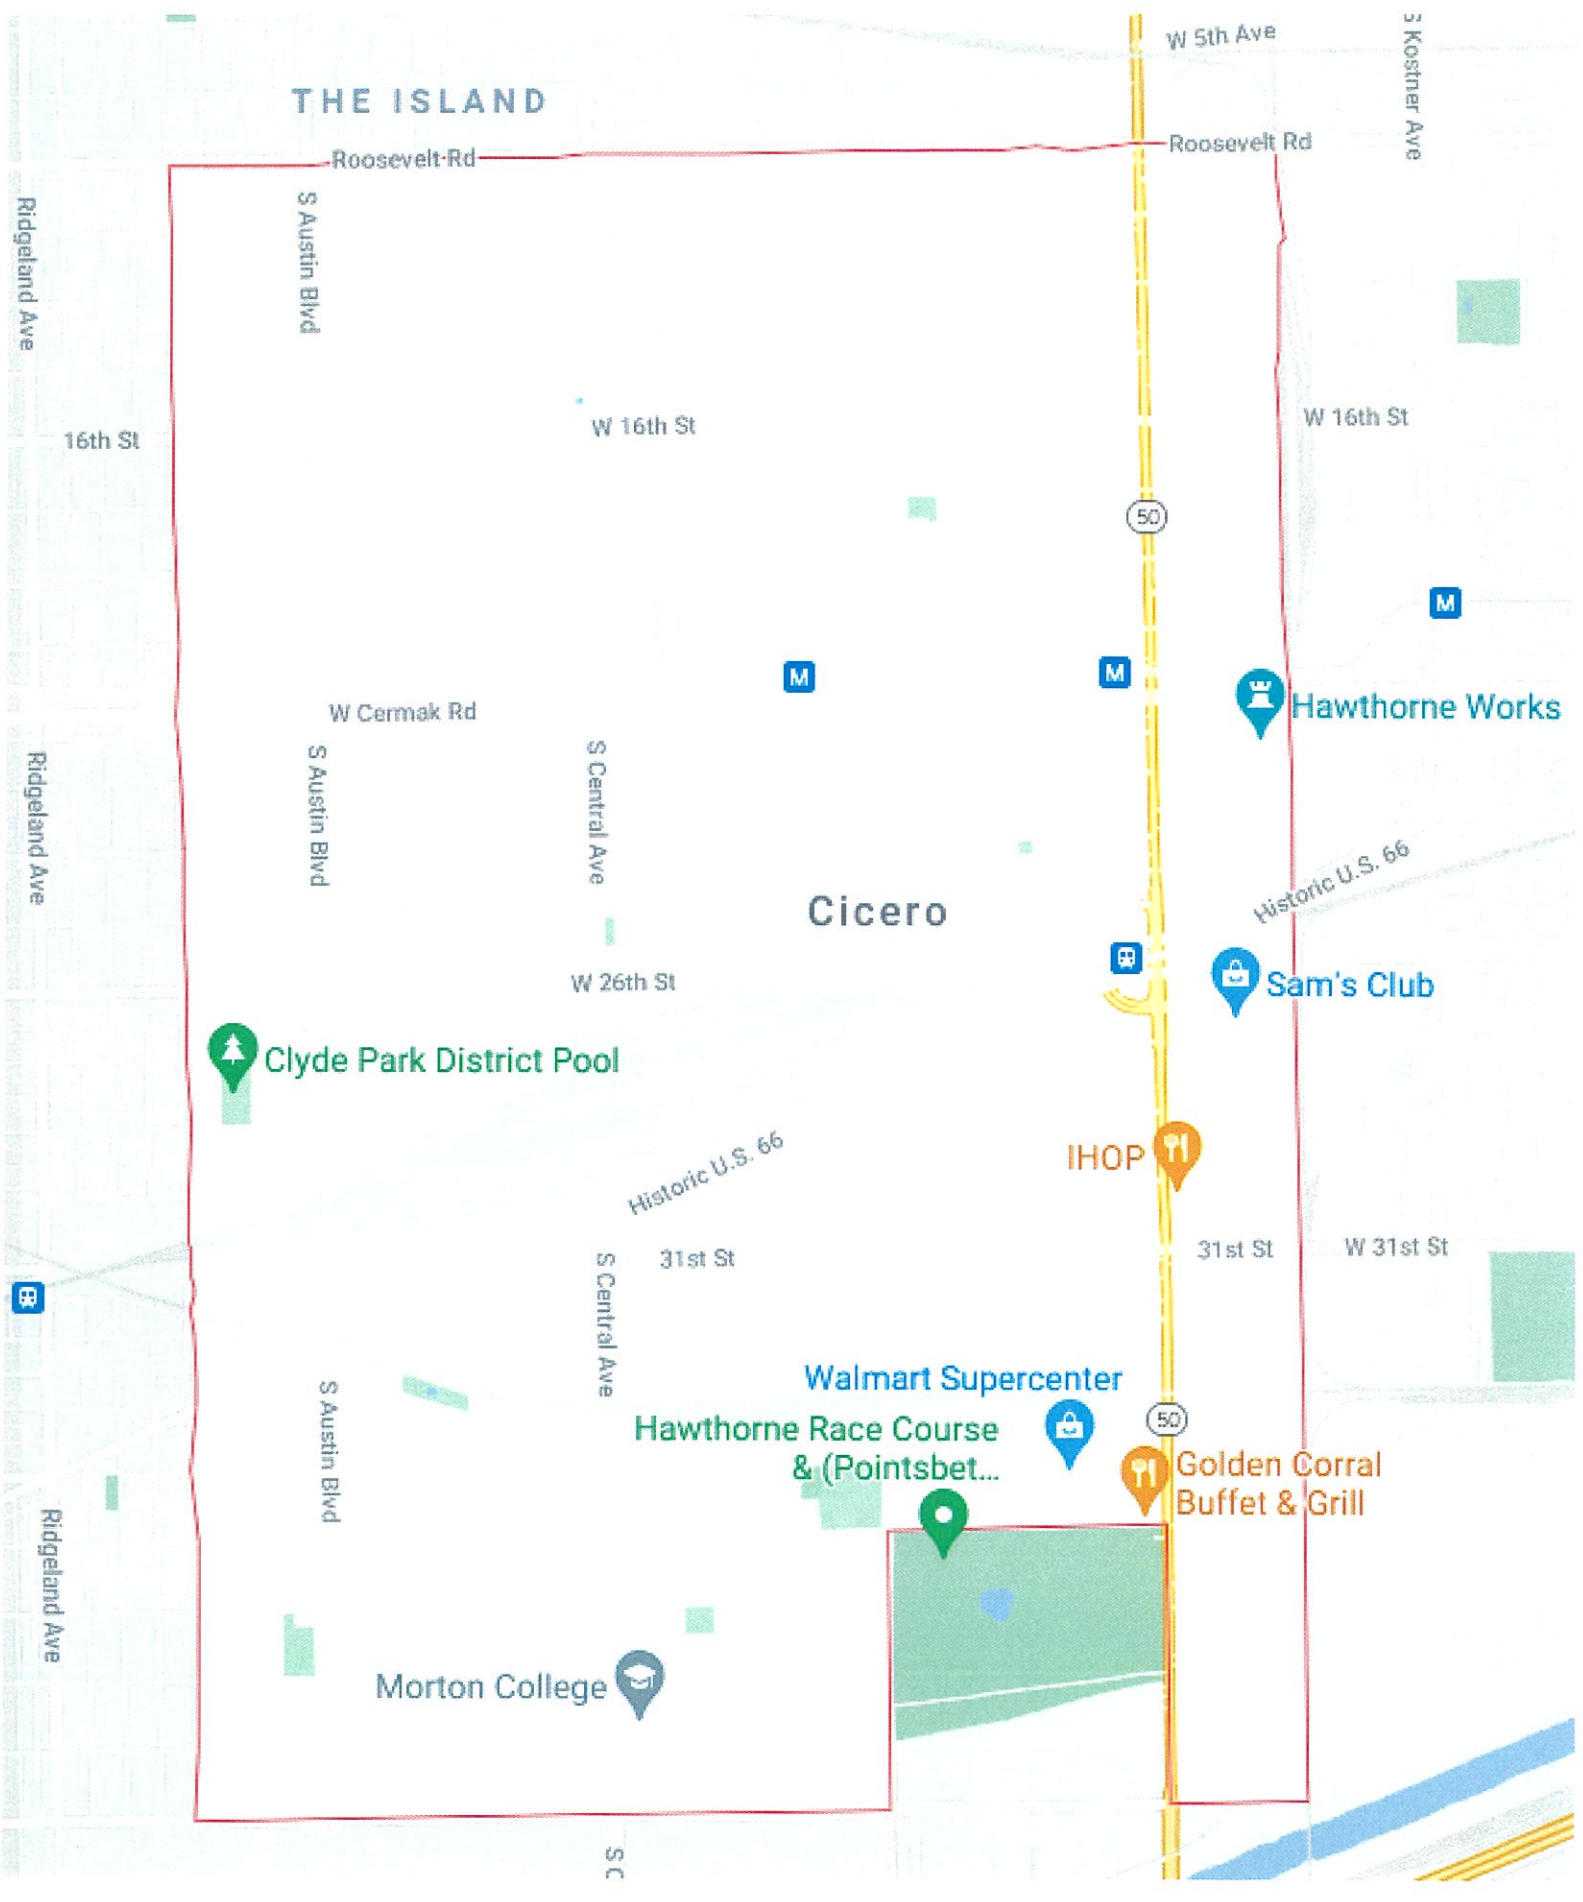 W 5th Ave
S Kostner Ave
THE ISLAND
Roosevelt Rd
Roosevelt Rd
S Austin Blvd
Ridgeland Ave
16th St
W 16th St
W 16th St
50
M
M
M
Hawthorne Works
W Cermak Rd
S Austin Blvd
S Central Ave
Ridgeland Ave
Historic U.S. 66
Cicero
W 26th St
Sam's Club
Clyde Park District Pool
Historic U.S. 66
IHOP
31st St
31st St
W 31st St
S Central Ave
Walmart Supercenter
S Austin Blvd
Hawthorne Race Course
& (Pointsbet...
50
Golden Corral
Buffet & Grill
Ridgeland Ave
Morton College
S C